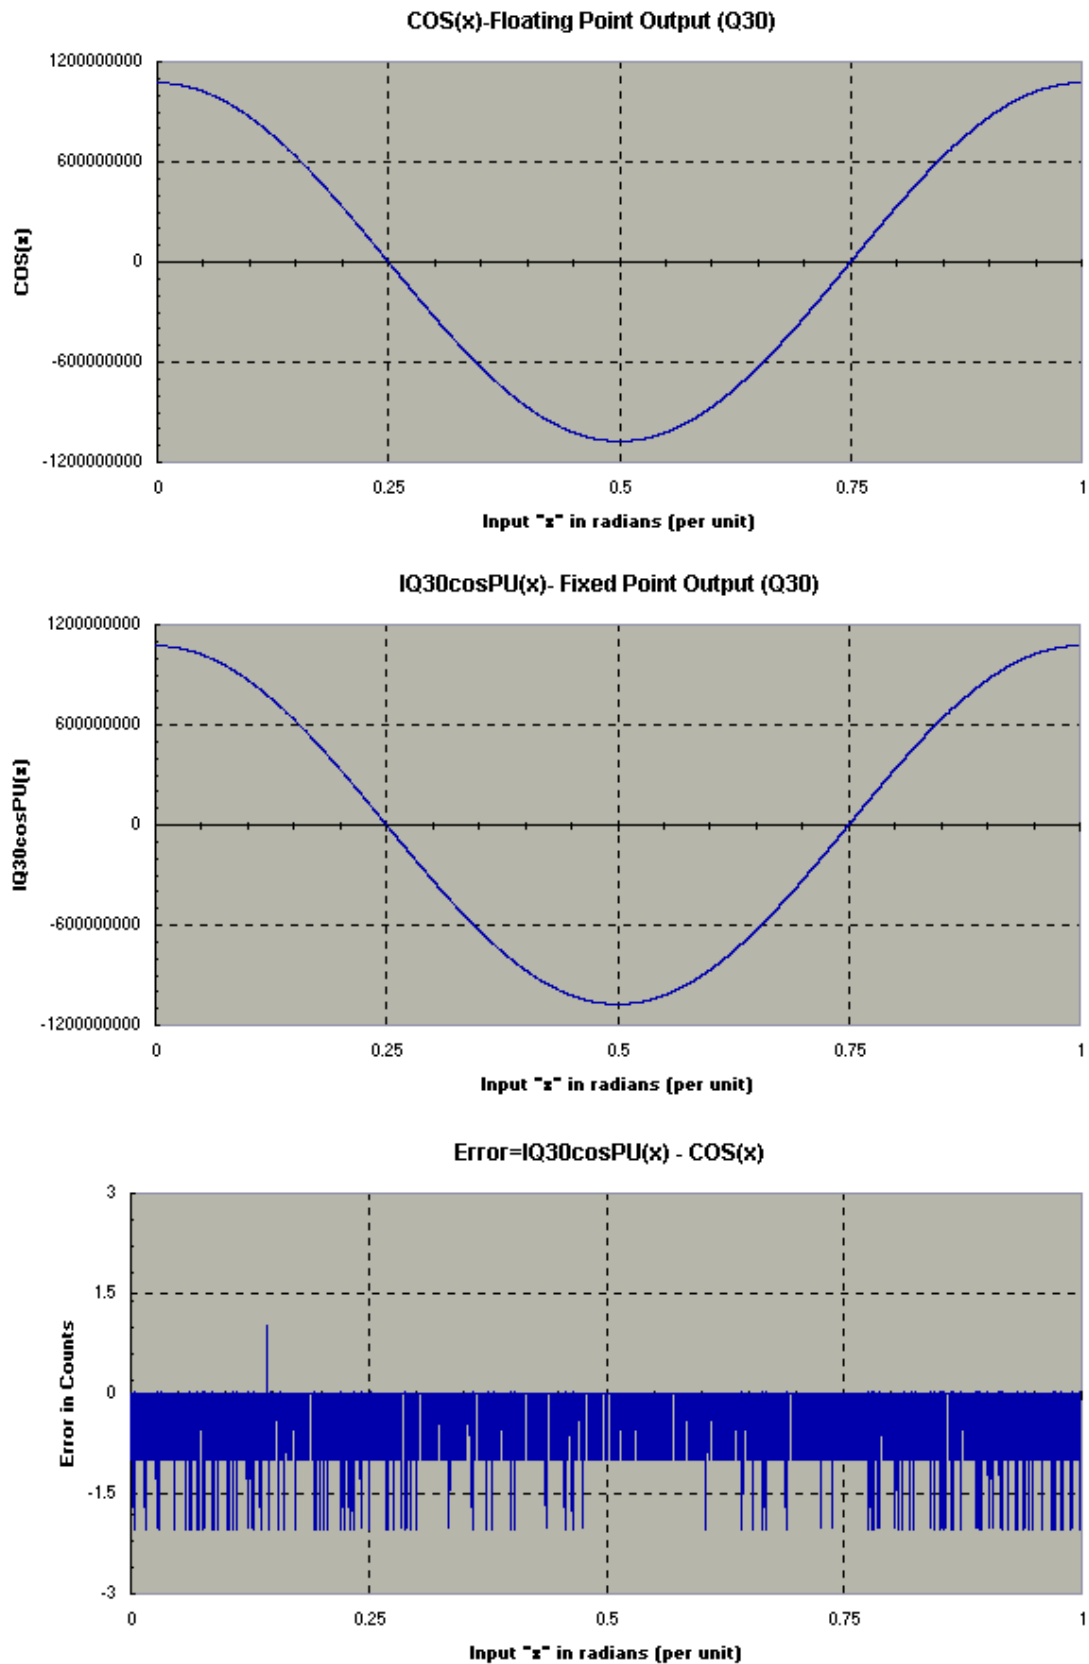 COS(x)-Floating Point Output (Q30)
1200000000
600000000
0
-600000000
-1200000000
COS(x)
0 0.25 0.5 0.75 1
Input "x" in radians (per unit)
IQ30cosPU(x)- Fixed Point Output (Q30)
1200000000
600000000
0
-600000000
-1200000000
IQ30cosPU(x)
0 0.25 0.5 0.75 1
Input "x" in radians (per unit)
Error=IQ30cosPU(x) - COS(x)
3
1.5
0
-1.5
-3
Error in Counts
0 0.25 0.5 0.75 1
Input "x" in radians (per unit)